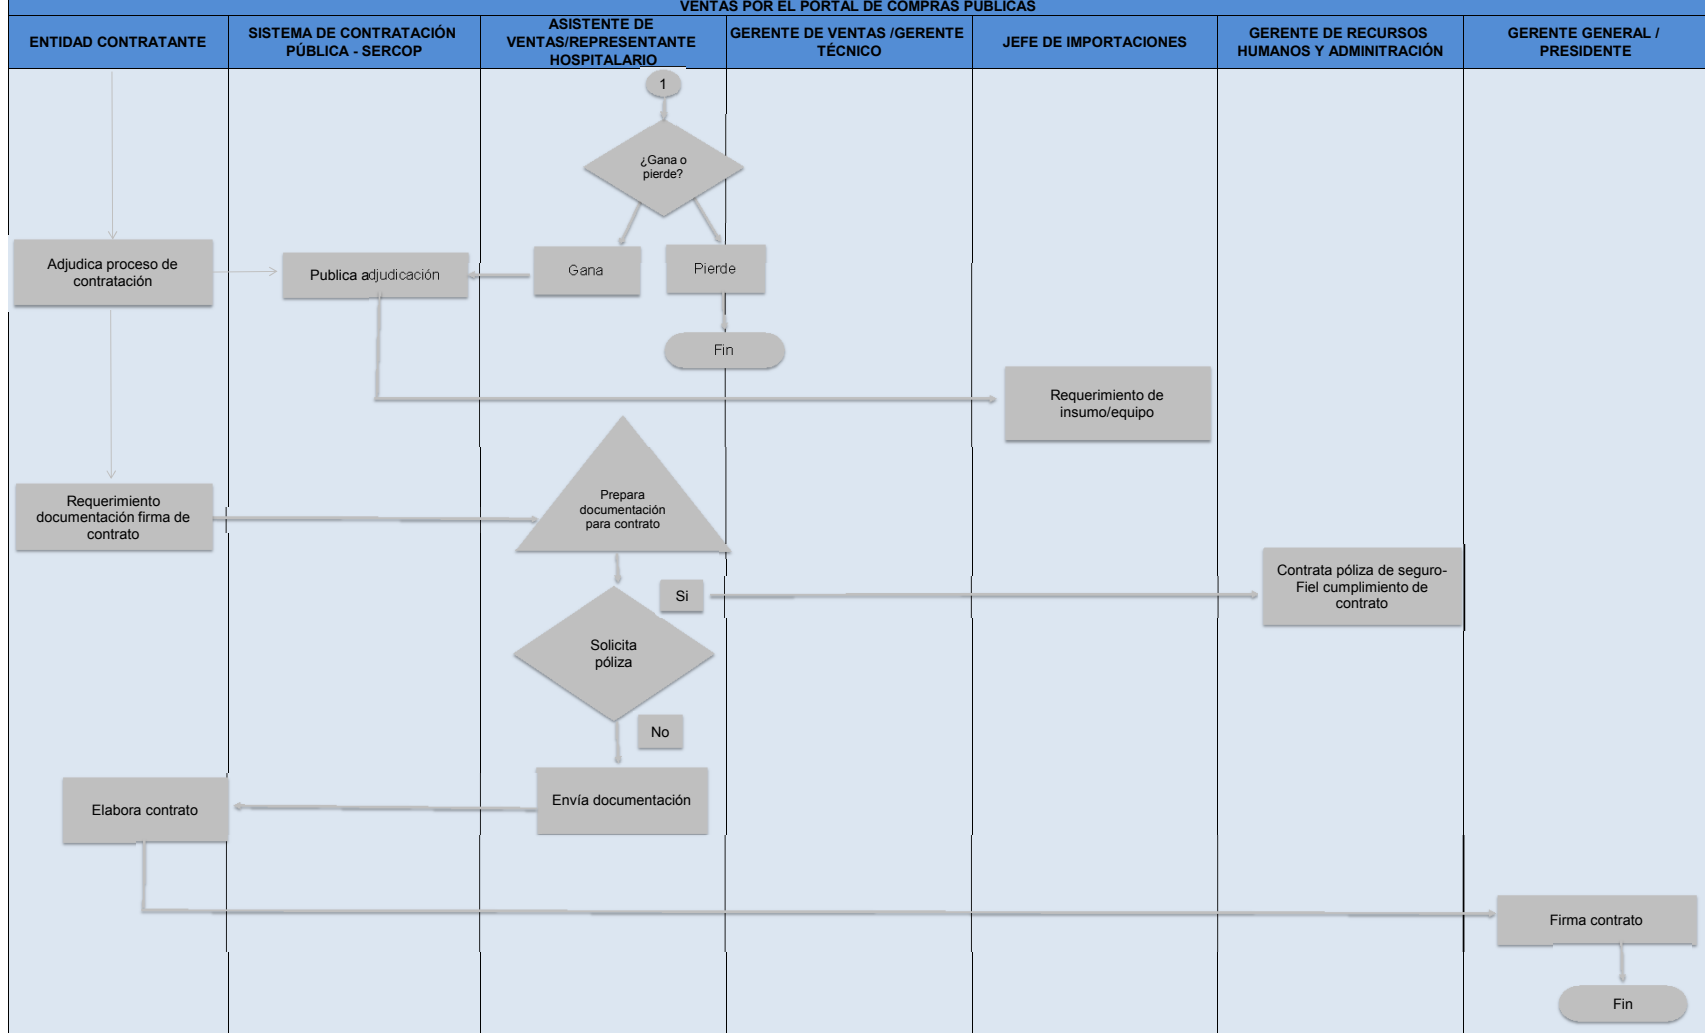 VENTAS POR EL PORTAL DE COMPRAS PUBLICAS
ENTIDAD CONTRATANTE
SISTEMA DE CONTRATACIÓN
PÚBLICA - SERCOP
ASISTENTE DE
VENTAS/REPRESENTANTE
HOSPITALARIO
GERENTE DE VENTAS /GERENTE
TÉCNICO
JEFE DE IMPORTACIONES
GERENTE DE RECURSOS
HUMANOS Y ADMINITRACIÓN
GERENTE GENERAL /
PRESIDENTE
1
¿Gana o
pierde?
Adjudica proceso de
contratación
Publica adjudicación
Gana
Pierde
Fin
Requerimiento de
insumo/equipo
Requerimiento
documentación firma de
contrato
Prepara
documentación
para contrato
Si
Contrata póliza de seguro-
Fiel cumplimiento de
contrato
Solicita
póliza
No
Elabora contrato
Envía documentación
Firma contrato
Fin